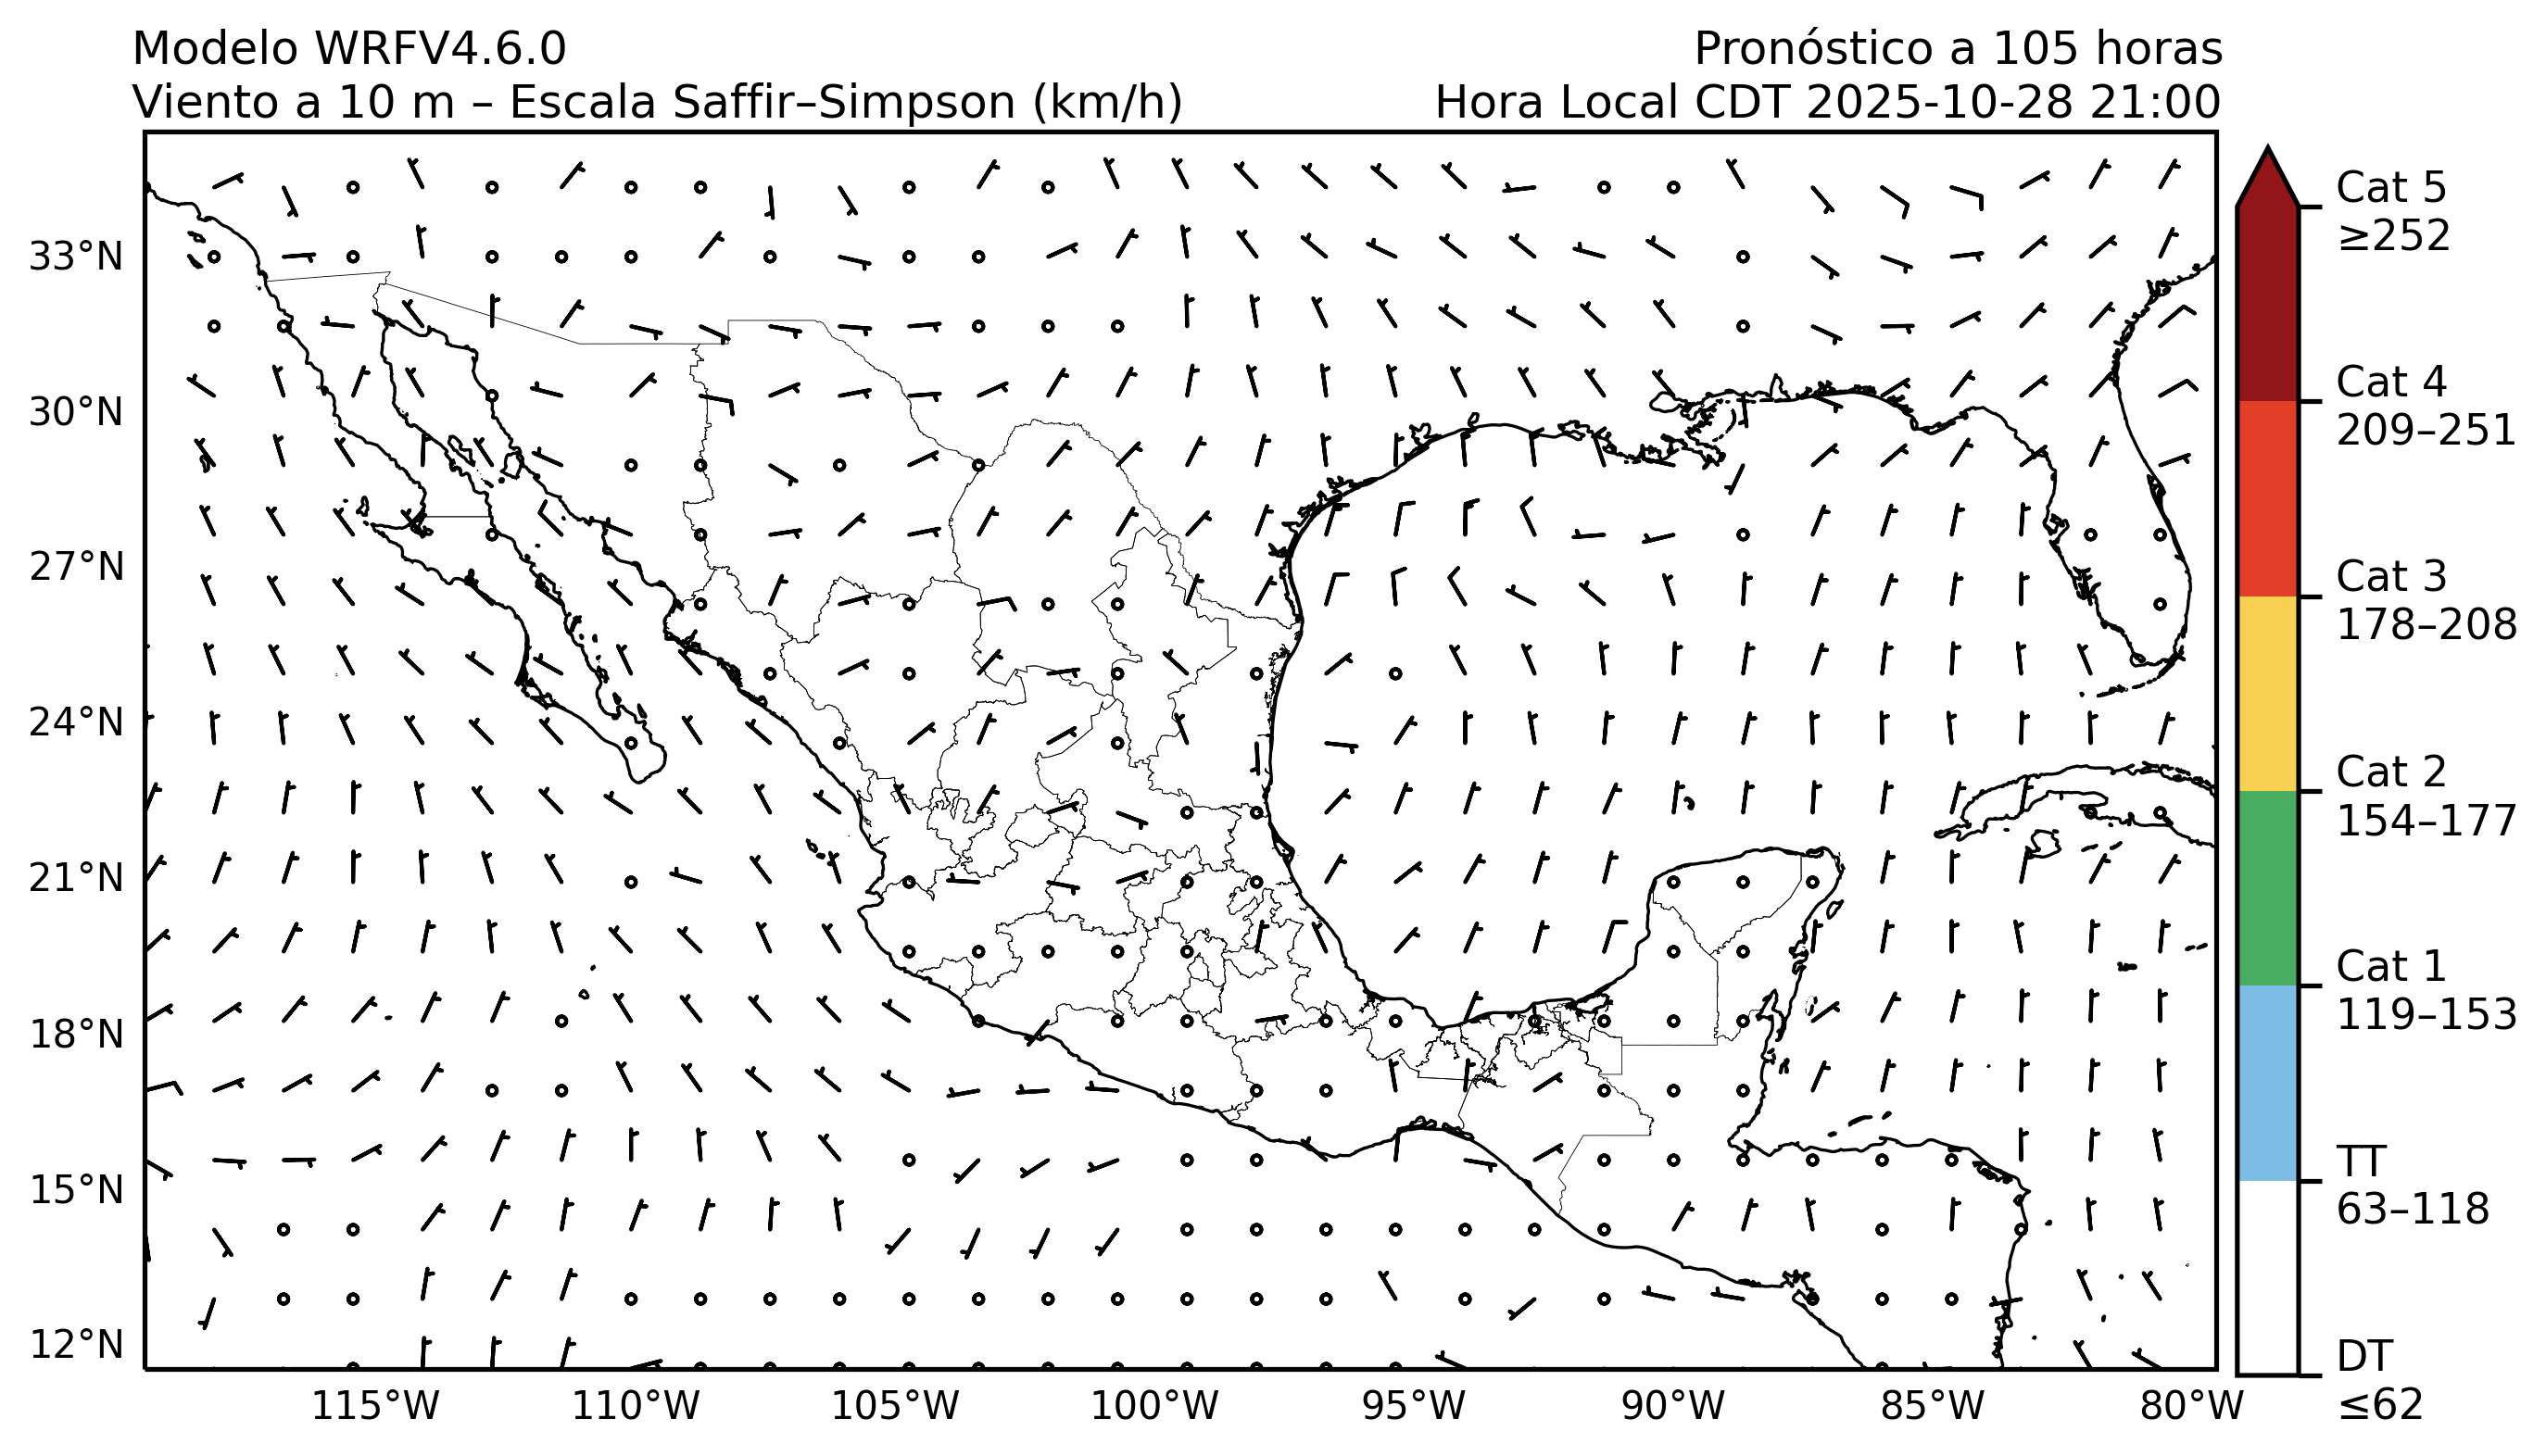 Modelo WRFV4.6.0
Pronóstico a 105 horas
Viento a 10 m – Escala Saffir–Simpson (km/h)
Hora Local CDT 2025-10-28 21:00
33°N
30°N
27°N
24°N
21°N
18°N
15°N
12°N
115°W
110°W
105°W
100°W
95°W
90°W
85°W
80°W
Cat 5
≥252
Cat 4
209–251
Cat 3
178–208
Cat 2
154–177
Cat 1
119–153
TT
63–118
DT
≤62